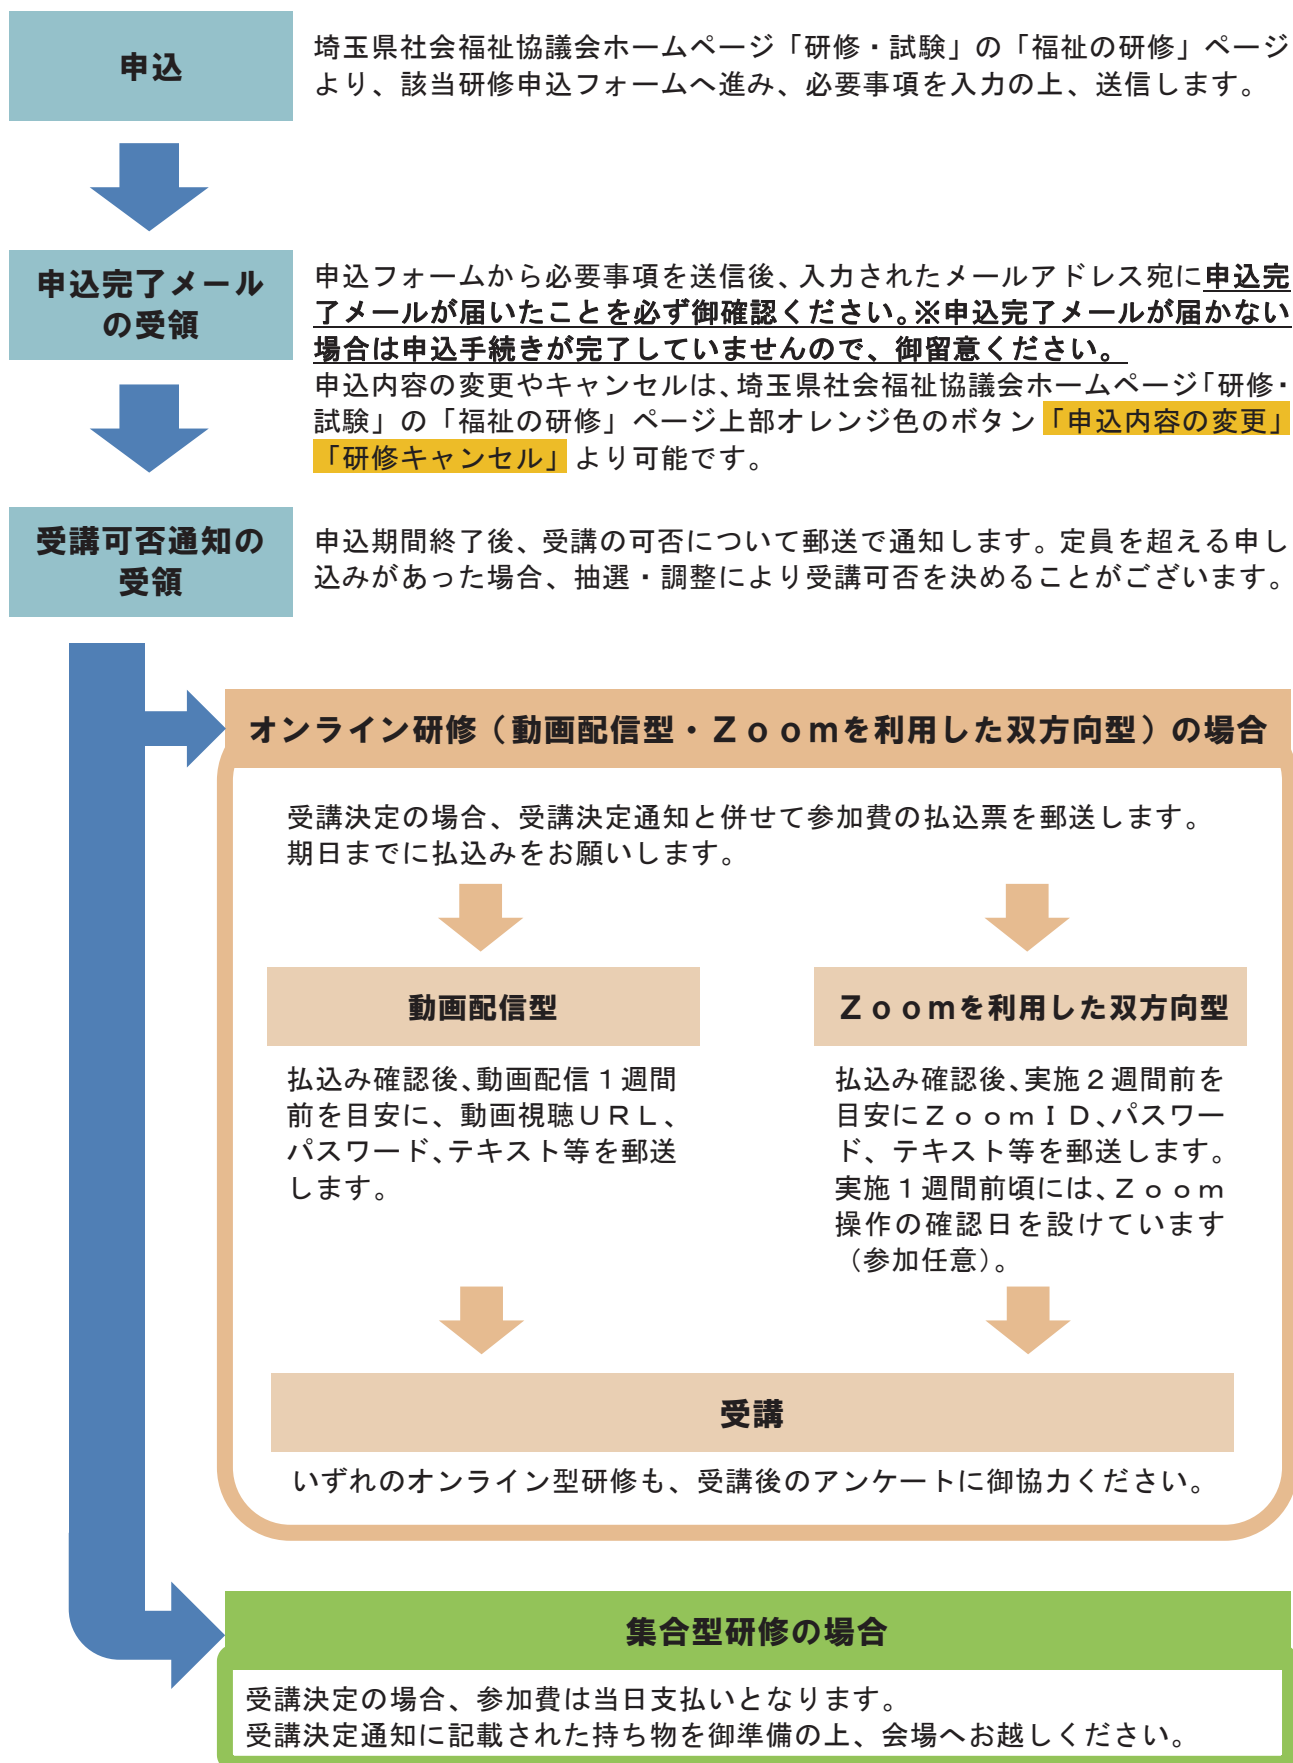 申込
埼玉県社会福祉協議会ホームページ「研修・試験」の「福祉の研修」ページ
より、該当研修申込フォームへ進み、必要事項を入力の上、送信します。
申込完了メール
の受領
申込フォームから必要事項を送信後、入力されたメールアドレス宛に申込完
了メールが届いたことを必ず御確認ください。※申込完了メールが届かない
場合は申込手続きが完了していませんので、御留意ください。
申込内容の変更やキャンセルは、埼玉県社会福祉協議会ホームページ「研修・
試験」の「福祉の研修」ページ上部オレンジ色のボタン「申込内容の変更」
「研修キャンセル」より可能です。
受講可否通知の
受領
申込期間終了後、受講の可否について郵送で通知します。定員を超える申し
込みがあった場合、抽選・調整により受講可否を決めることがございます。
オンライン研修（動画配信型・Ｚｏｏｍを利用した双方向型）の場合
受講決定の場合、受講決定通知と併せて参加費の払込票を郵送します。
期日までに払込みをお願いします。
動画配信型
払込み確認後、動画配信１週間
前を目安に、動画視聴ＵＲＬ、
パスワード、テキスト等を郵送
します。
Ｚｏｏｍを利用した双方向型
払込み確認後、実施２週間前を
目安にＺｏｏｍＩＤ、パスワー
ド、テキスト等を郵送します。
実施１週間前頃には、Ｚｏｏｍ
操作の確認日を設けています
（参加任意）。
受講
いずれのオンライン型研修も、受講後のアンケートに御協力ください。
集合型研修の場合
受講決定の場合、参加費は当日支払いとなります。
受講決定通知に記載された持ち物を御準備の上、会場へお越しください。